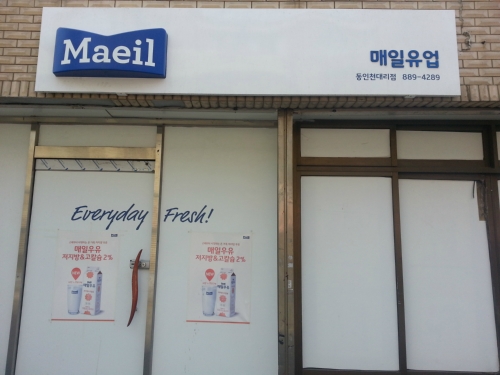 Maeil
매일유업
동인천대리점 889-4289
Everyday Fresh!
매일우유
저지방&고칼슘2%
매일우유
저지방&고칼슘2%